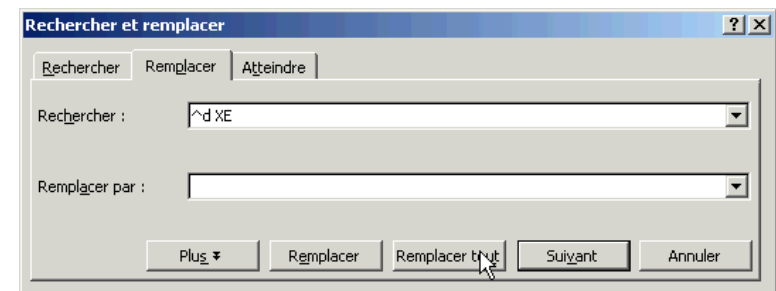 Rechercher et remplacer
Rechercher Remplacer Atteindre
Rechercher : ^d XE
Remplacer par :
Plus Remplacer Remplacer tout Suivant Annuler